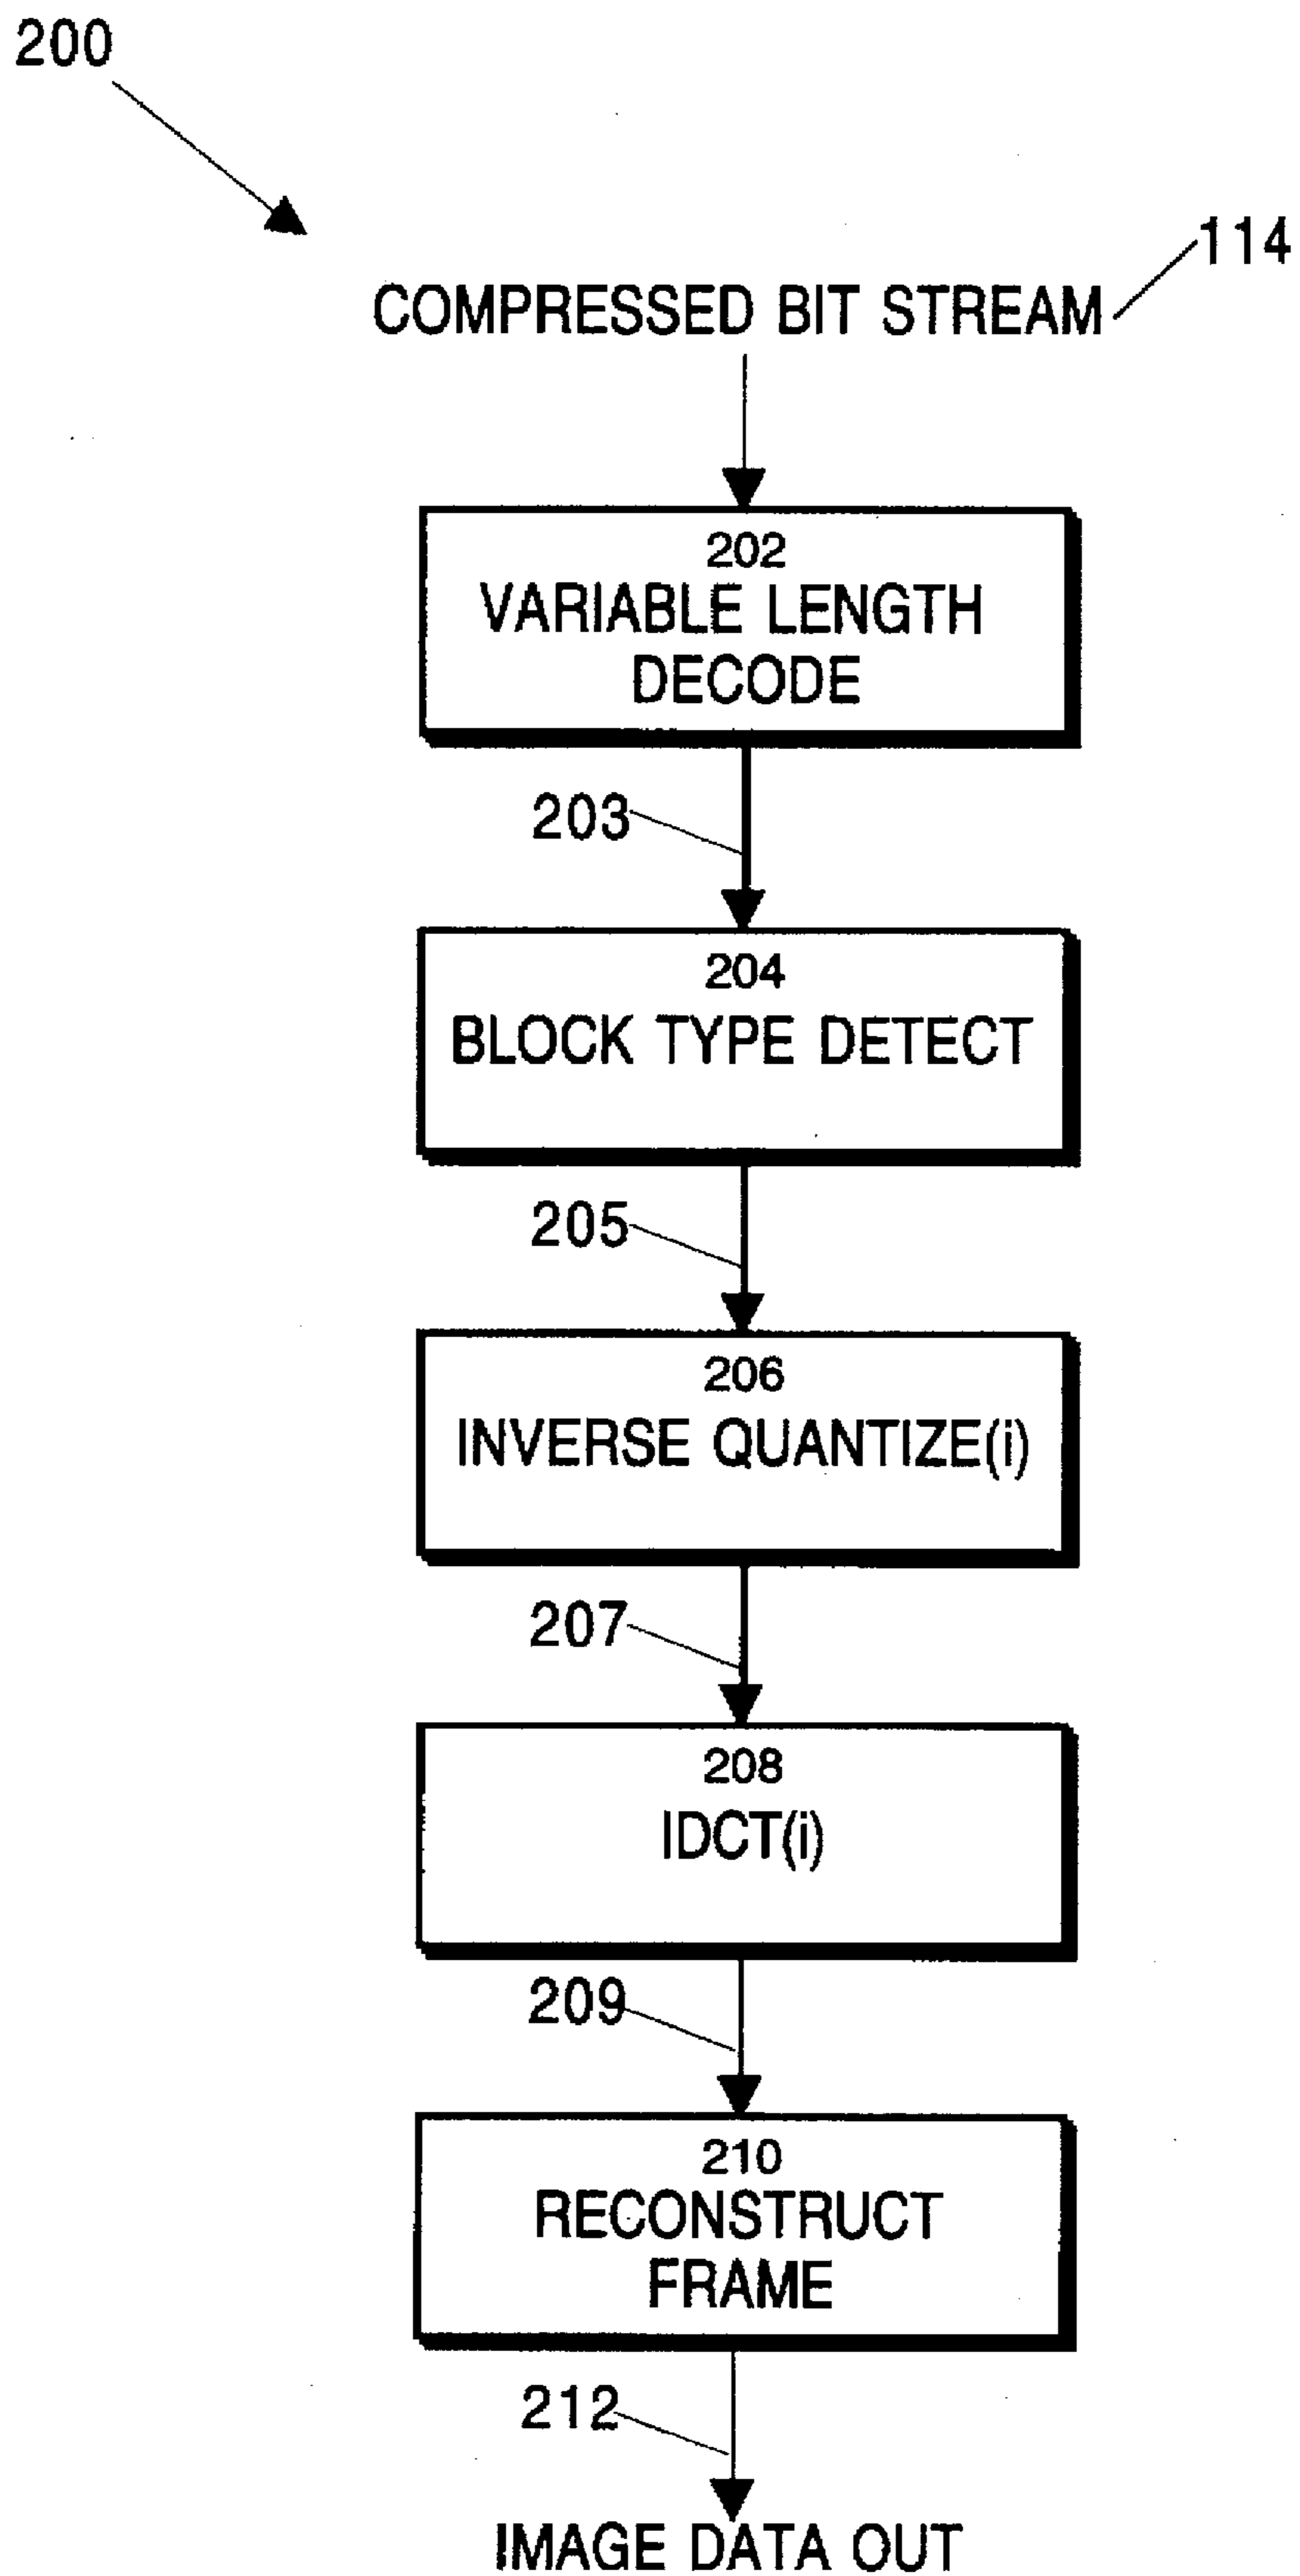 200
114
COMPRESSED BIT STREAM
202
VARIABLE LENGTH
DECODE
203
204
BLOCK TYPE DETECT
205
206
INVERSE QUANTIZE(i)
207
208
IDCT(i)
209
210
RECONSTRUCT
FRAME
212
IMAGE DATA OUT